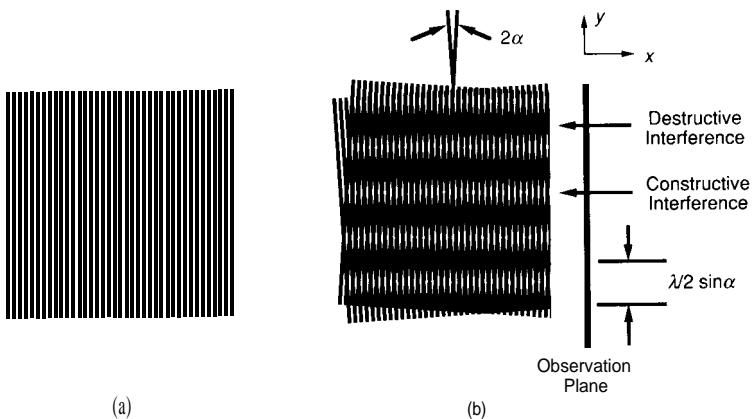 2α
y
x
Destructive
Interference
Constructive
Interference
λ/2 sinα
Observation
Plane
(a)
(b)